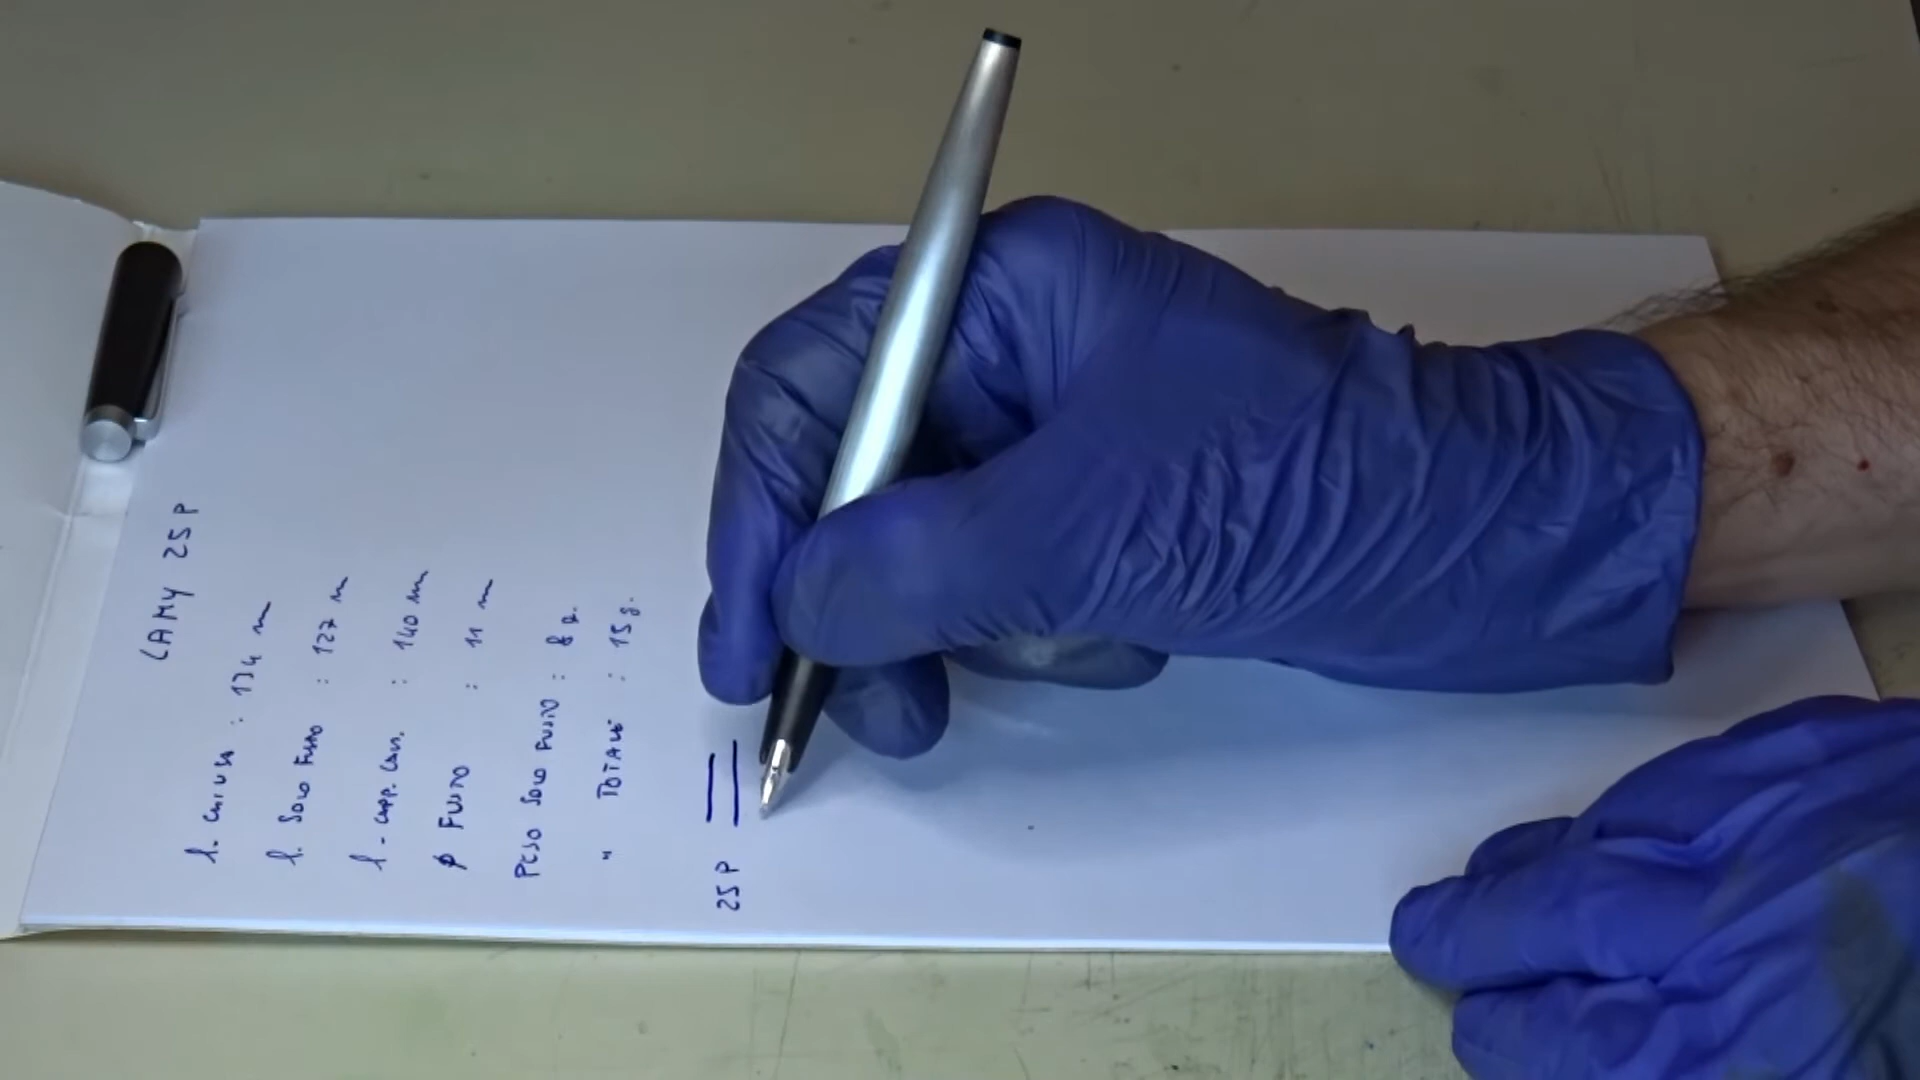 LAMY 25P
l. CHIUSA : 134 m
l. SOLO FUSTO : 127 m
l. CAPP. CALZ. : 140 m
ϕ FUSTO : 11 m
PESO SOLO FUSTO : 8 g.
" TOTALE : 15 g.
25P